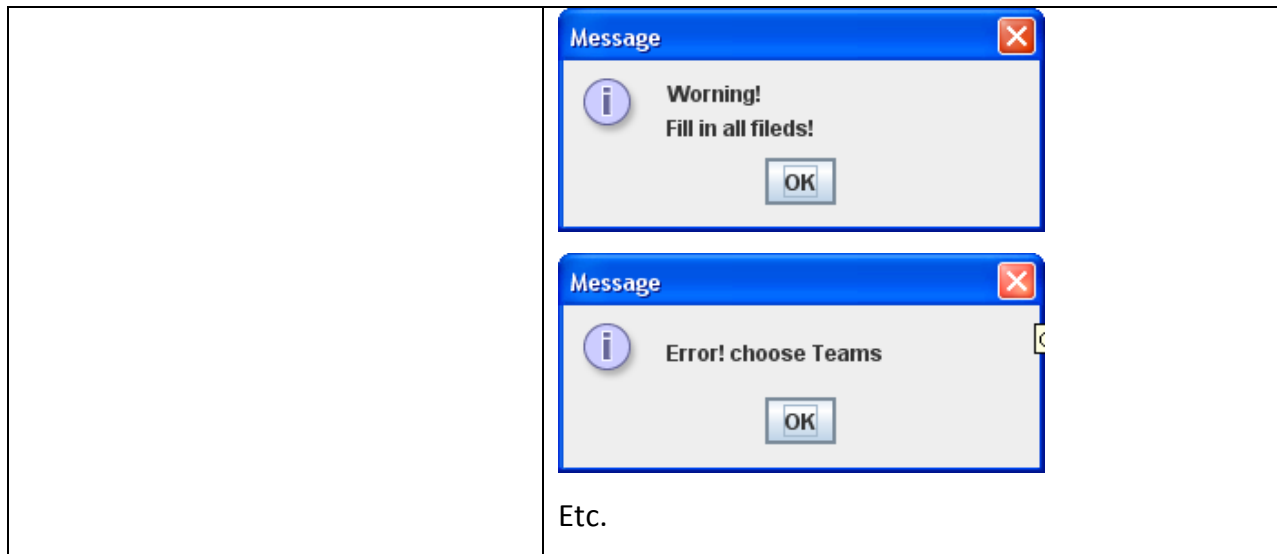 Message
Worning!
Fill in all fileds!
OK
Message
Error! choose Teams
OK
Etc.